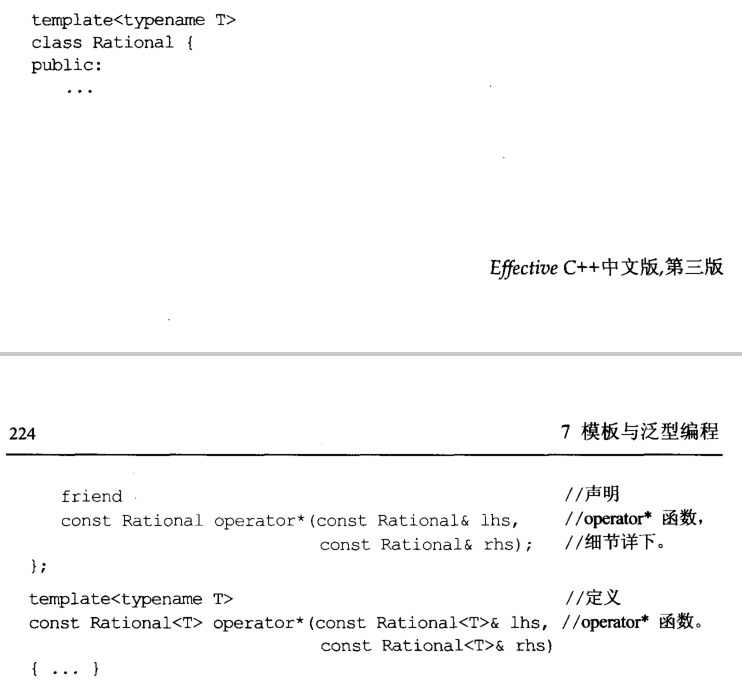 template<typename T>
class Rational {
public:
...
Effective C++中文版,第三版
224 7 模板与泛型编程
friend //声明
const Rational operator*(const Rational& lhs, //operator* 函数,
const Rational& rhs); //细节详下。
};
template<typename T> //定义
const Rational<T> operator*(const Rational<T>& lhs, //operator* 函数。
const Rational<T>& rhs)
{ ... }